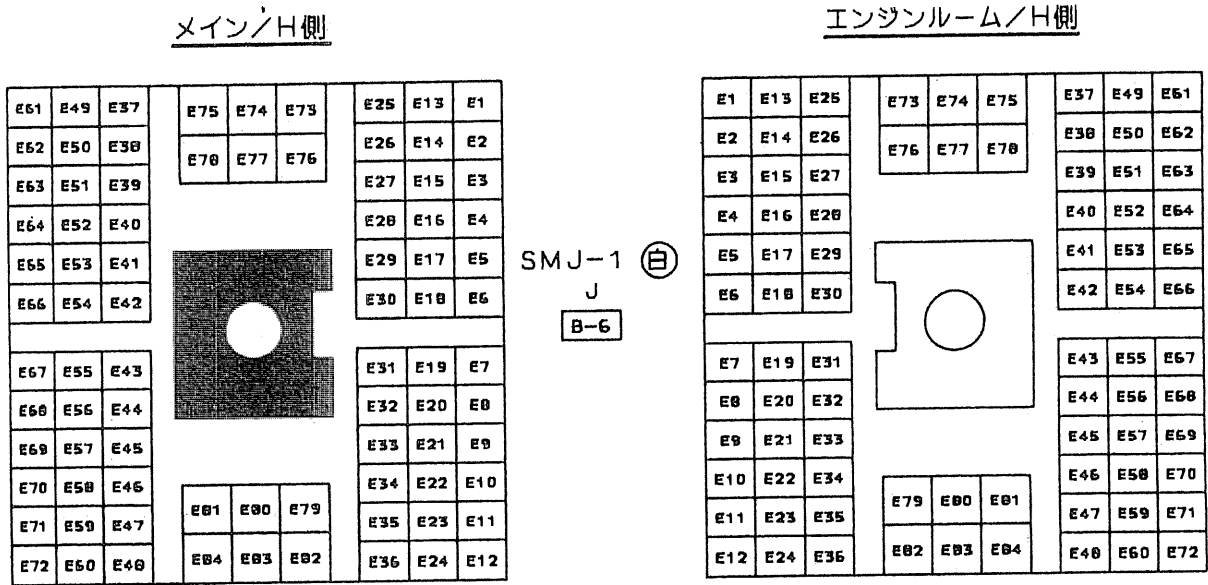 メイン/H側
E61 E49 E37 E75 E74 E73 E25 E13 E1
E62 E50 E38 E78 E77 E76 E26 E14 E2
E63 E51 E39 E27 E15 E3
E64 E52 E40 E28 E16 E4
E65 E53 E41 E29 E17 E5
E66 E54 E42 E30 E18 E6
E67 E55 E43 E31 E19 E7
E68 E56 E44 E32 E20 E8
E69 E57 E45 E33 E21 E9
E70 E58 E46 E34 E22 E10
E71 E59 E47 E81 E80 E79 E35 E23 E11
E72 E60 E48 E84 E83 E82 E36 E24 E12
SMJ-1 白
J
B-6
エンジンルーム/H側
E1 E13 E25 E73 E74 E75 E37 E49 E61
E2 E14 E26 E76 E77 E78 E38 E50 E62
E3 E15 E27 E39 E51 E63
E4 E16 E28 E40 E52 E64
E5 E17 E29 E41 E53 E65
E6 E18 E30 E42 E54 E66
E7 E19 E31 E43 E55 E67
E8 E20 E32 E44 E56 E68
E9 E21 E33 E45 E57 E69
E10 E22 E34 E46 E58 E70
E11 E23 E35 E79 E80 E81 E47 E59 E71
E12 E24 E36 E82 E83 E84 E48 E60 E72